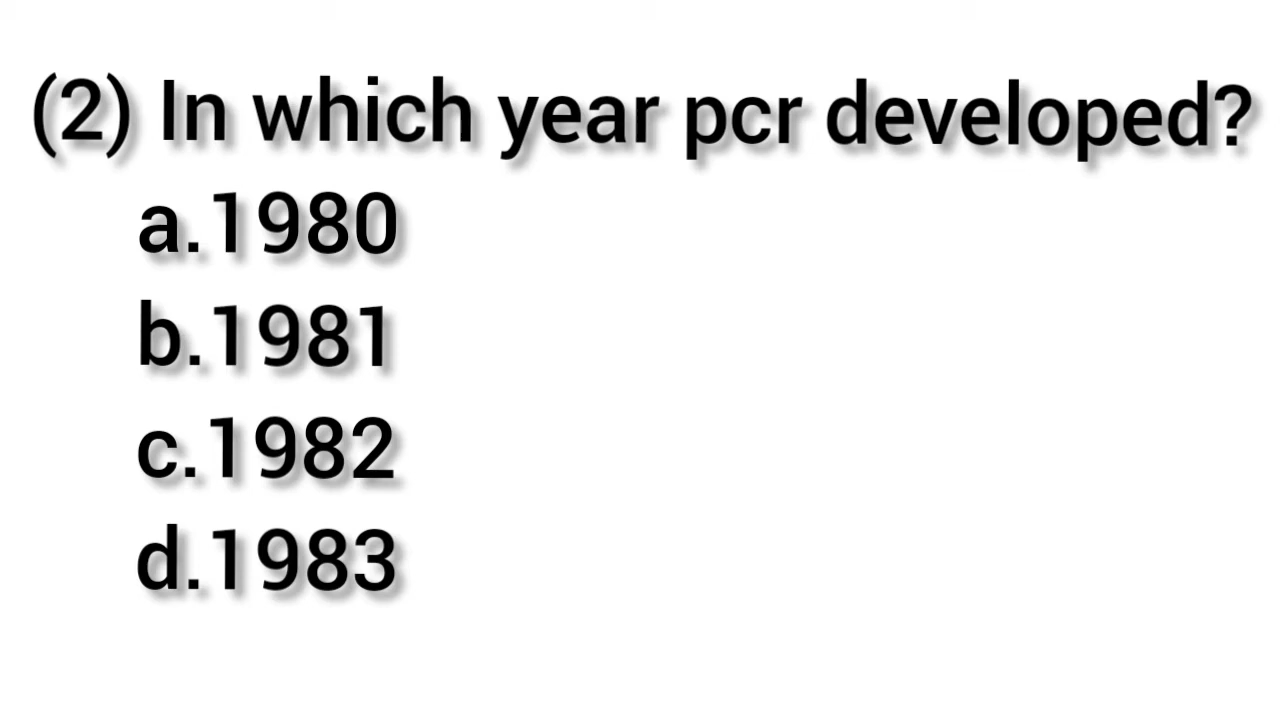 (2) In which year pcr developed?
a.1980
b.1981
c.1982
d.1983